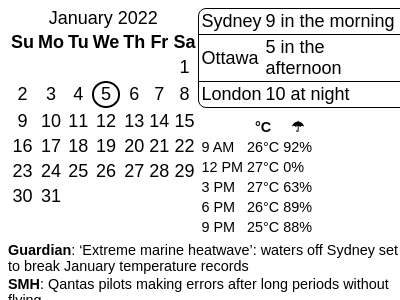 January 2022
Su Mo Tu We Th Fr Sa
1
2 3 4 5 6 7 8
9 10 11 12 13 14 15
16 17 18 19 20 21 22
23 24 25 26 27 28 29
30 31
Sydney 9 in the morning
Ottawa 5 in the
afternoon
London 10 at night
°C ☂
9 AM 26°C 92%
12 PM 27°C 0%
3 PM 27°C 63%
6 PM 26°C 89%
9 PM 25°C 88%
Guardian: ‘Extreme marine heatwave’: waters off Sydney set
to break January temperature records
SMH: Qantas pilots making errors after long periods without
flying